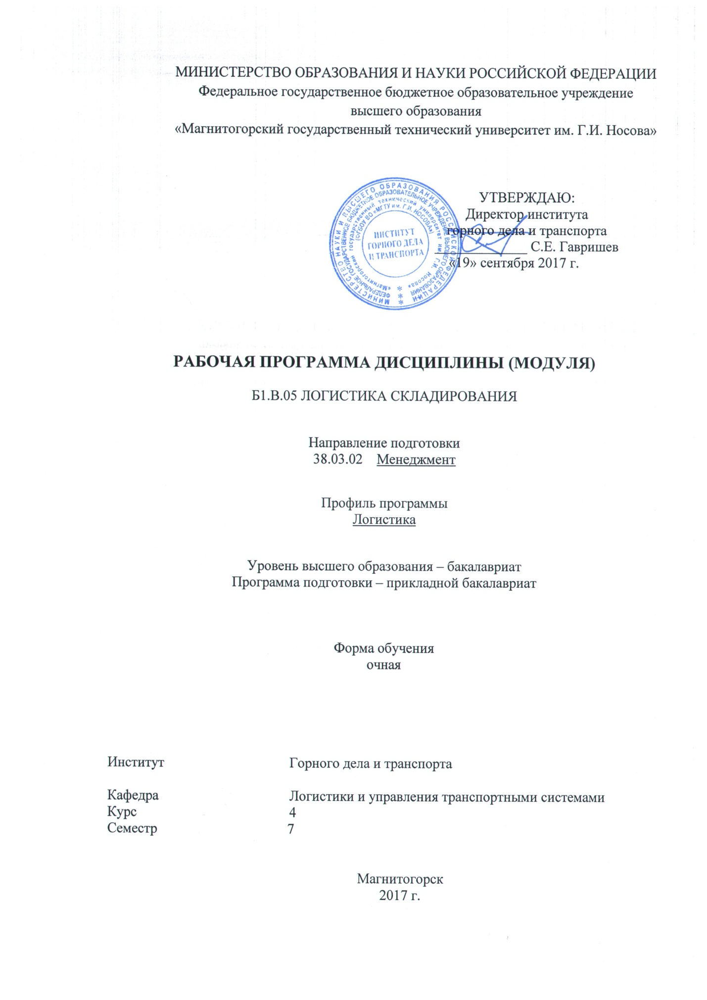 МИНИСТЕРСТВО ОБРАЗОВАНИЯ И НАУКИ РОССИЙСКОЙ ФЕДЕРАЦИИ
Федеральное государственное бюджетное образовательное учреждение
высшего образования
«Магнитогорский государственный технический университет им. Г.И. Носова»
УТВЕРЖДАЮ:
Директор института
горного дела и транспорта
______________ С.Е. Гавришев
«19» сентября 2017 г.
МИНИСТЕРСТВО НАУКИ И ВЫСШЕГО ОБРАЗОВАНИЯ РОССИЙСКОЙ ФЕДЕРАЦИИ
ФЕДЕРАЛЬНОЕ ГОСУДАРСТВЕННОЕ БЮДЖЕТНОЕ ОБРАЗОВАТЕЛЬНОЕ УЧРЕЖДЕНИЕ ВЫСШЕГО ОБРАЗОВАНИЯ
«Магнитогорский государственный технический университет им. Г.И. Носова»
(ФГБОУ ВО «МГТУ им. Г.И. НОСОВА»)
ИНСТИТУТ
ГОРНОГО ДЕЛА
И ТРАНСПОРТА
РАБОЧАЯ ПРОГРАММА ДИСЦИПЛИНЫ (МОДУЛЯ)
Б1.В.05 ЛОГИСТИКА СКЛАДИРОВАНИЯ
Направление подготовки
38.03.02 Менеджмент
Профиль программы
Логистика
Уровень высшего образования – бакалавриат
Программа подготовки – прикладной бакалавриат
Форма обучения
очная
Институт Горного дела и транспорта
Кафедра Логистики и управления транспортными системами
Курс 4
Семестр 7
Магнитогорск
2017 г.